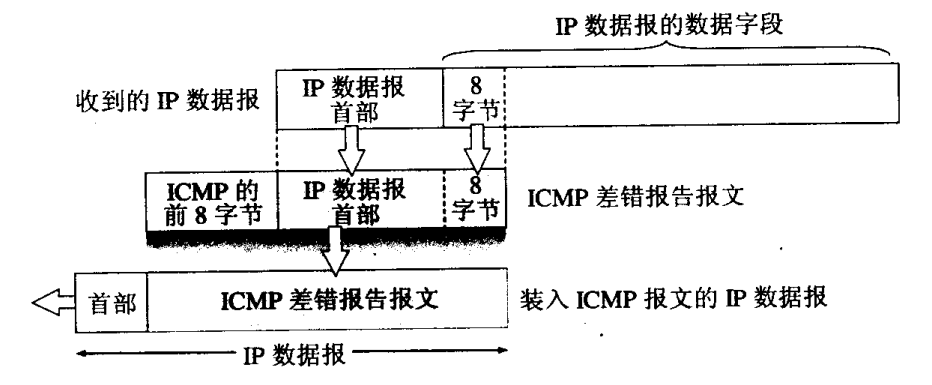 IP 数据报的数据字段
收到的 IP 数据报
IP 数据报
首部
8
字节
ICMP 的
前 8 字节
IP 数据报
首部
8
字节
ICMP 差错报告报文
首部
ICMP 差错报告报文
装入 ICMP 报文的 IP 数据报
IP 数据报